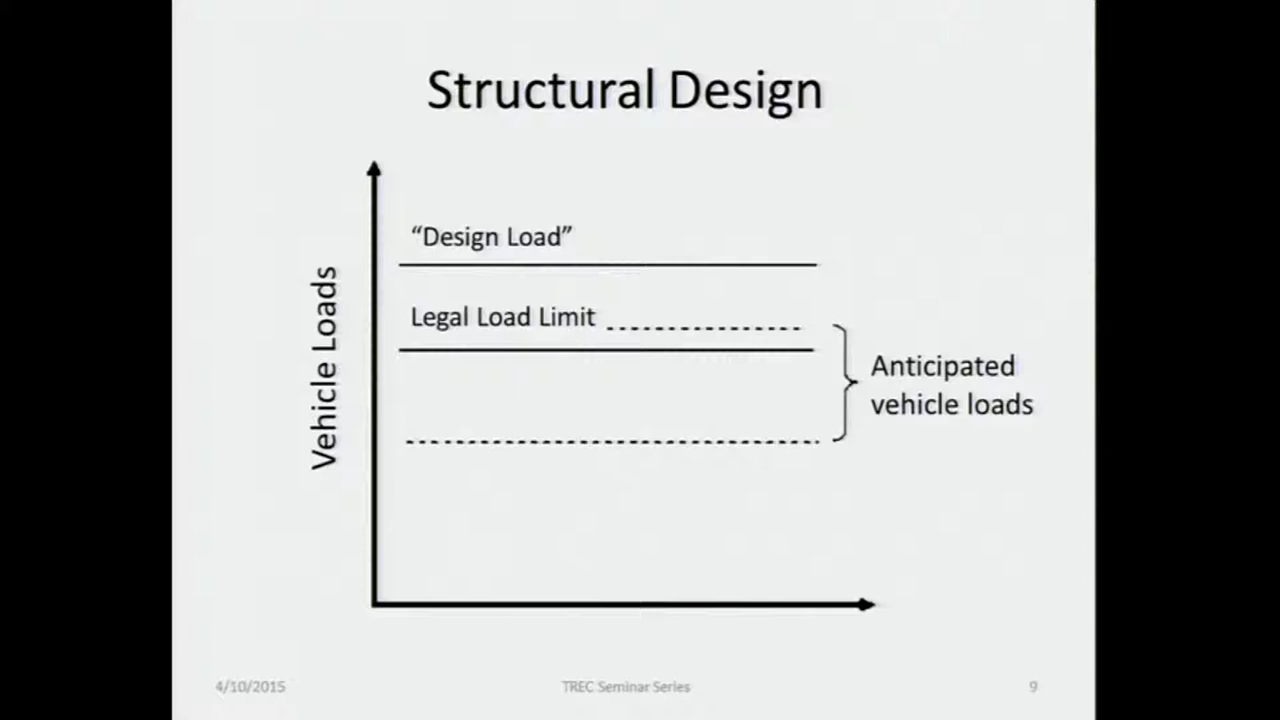 Structural Design
“Design Load”
Legal Load Limit
Vehicle Loads
Anticipated
vehicle loads
4/10/2015
TREC Seminar Series
9